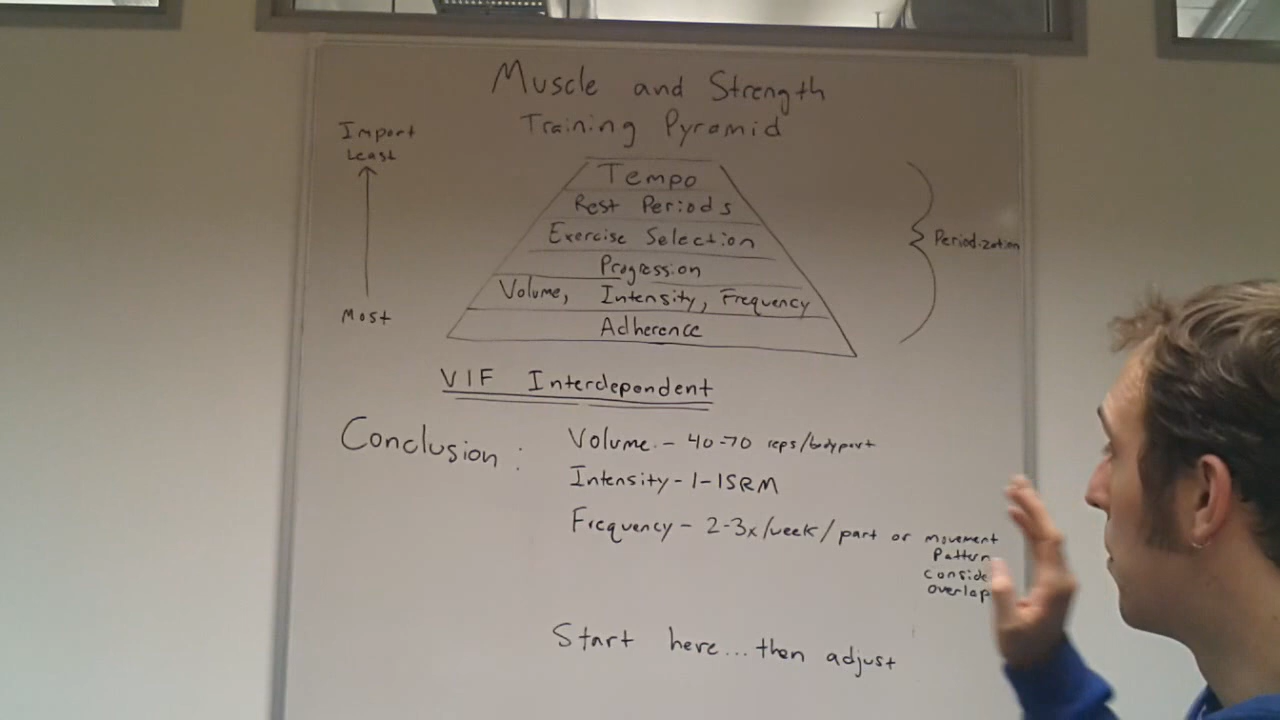 Muscle and Strength
Training Pyramid
Import
Least
Most
Tempo
Rest Periods
Exercise Selection
Progression
Volume, Intensity, Frequency
Adherence
Periodization
VIF Interdependent
Conclusion:
Volume - 40-70 reps/bodypart
Intensity - 1-15RM
Frequency - 2-3x/week/part or movement
Pattern
Conside
overlap
Start here...then adjust